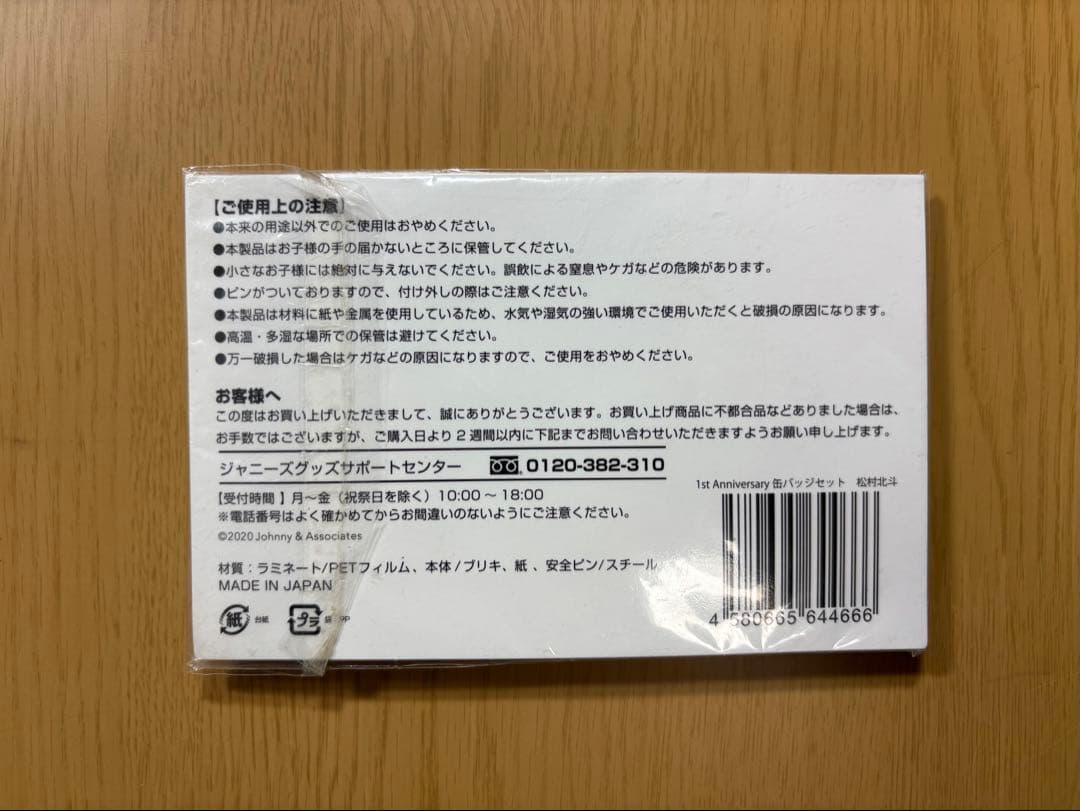 【ご使用上の注意】
●本来の用途以外でのご使用はおやめください。
●本製品はお子様の手の届かないところに保管してください。
●小さなお子様には絶対に与えないでください。誤飲による窒息やケガなどの危険があります。
●ピンがついておりますので、付け外しの際はご注意ください。
●本製品は材料に紙や金属を使用しているため、水気や湿気の強い環境でご使用いただくと破損の原因になります。
●高温・多湿な場所での保管は避けてください。
●万一破損した場合はケガなどの原因になりますので、ご使用をおやめください。
お客様へ
この度はお買い上げいただきまして、誠にありがとうございます。お買い上げ商品に不都合品などありました場合は、
お手数ではございますが、ご購入日より2週間以内に下記までお問い合わせいただきますようお願い申し上げます。
ジャニーズグッズサポートセンター 0120-382-310
【受付時間】月～金（祝祭日を除く）10:00～18:00
※電話番号はよく確かめてからお間違いのないようにご注意ください。
©2020 Johnny & Associates
材質：ラミネート/PETフィルム、本体/ブリキ、紙、安全ピン/スチール
MADE IN JAPAN
紙 台紙 プラ 袋:PP
1st Anniversary 缶バッジセット 松村北斗
4 580665 644666